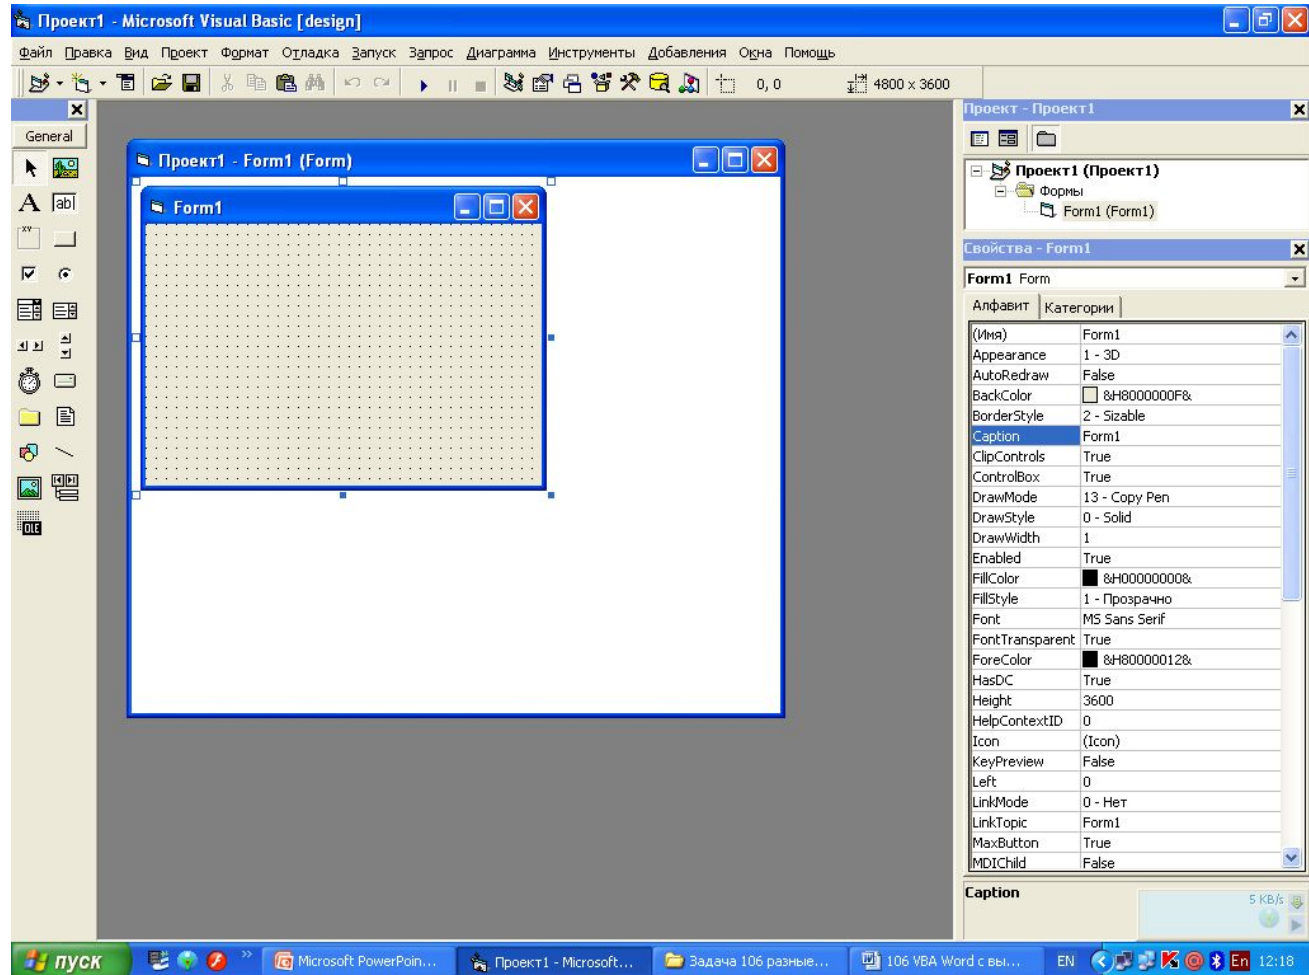 Проект1 - Microsoft Visual Basic [design]
Файл Правка Вид Проект Формат Отладка Запуск Запрос Диаграмма Инструменты Добавления Окна Помощь
0, 0 4800 x 3600
General
A ab|
XY
OLE
Проект1 - Form1 (Form)
Form1
Проект - Проект1
Проект1 (Проект1)
Формы
Form1 (Form1)
Свойства - Form1
Form1 Form
Алфавит Категории
(Имя) Form1
Appearance 1 - 3D
AutoRedraw False
BackColor &H8000000F&
BorderStyle 2 - Sizable
Caption Form1
ClipControls True
ControlBox True
DrawMode 13 - Copy Pen
DrawStyle 0 - Solid
DrawWidth 1
Enabled True
FillColor &H00000000&
FillStyle 1 - Прозрачно
Font MS Sans Serif
FontTransparent True
ForeColor &H80000012&
HasDC True
Height 3600
HelpContextID 0
Icon (Icon)
KeyPreview False
Left 0
LinkMode 0 - Нет
LinkTopic Form1
MaxButton True
MDIChild False
Caption
5 KB/s
пуск » Microsoft PowerPoin... Проект1 - Microsoft... Задача 106 разные... 106 VBA Word с вы... EN En 12:18